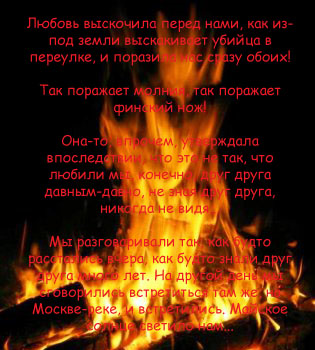 Любовь выскочила перед нами, как из-
под земли выскакивает убийца в
переулке, и поразила нас сразу обоих!
Так поражает молния, так поражает
финский нож!
Она-то, впрочем, утверждала
впоследствии, что это не так, что
любили мы, конечно, друг друга
давным-давно, не зная друг друга,
никогда не видя.
Мы разговаривали так, как будто
расстались вчера, как будто знали друг
друга много лет. На другой день мы
сговорились встретиться там же, на
Москве-реке, и встретились. Майское
солнце светило нам...